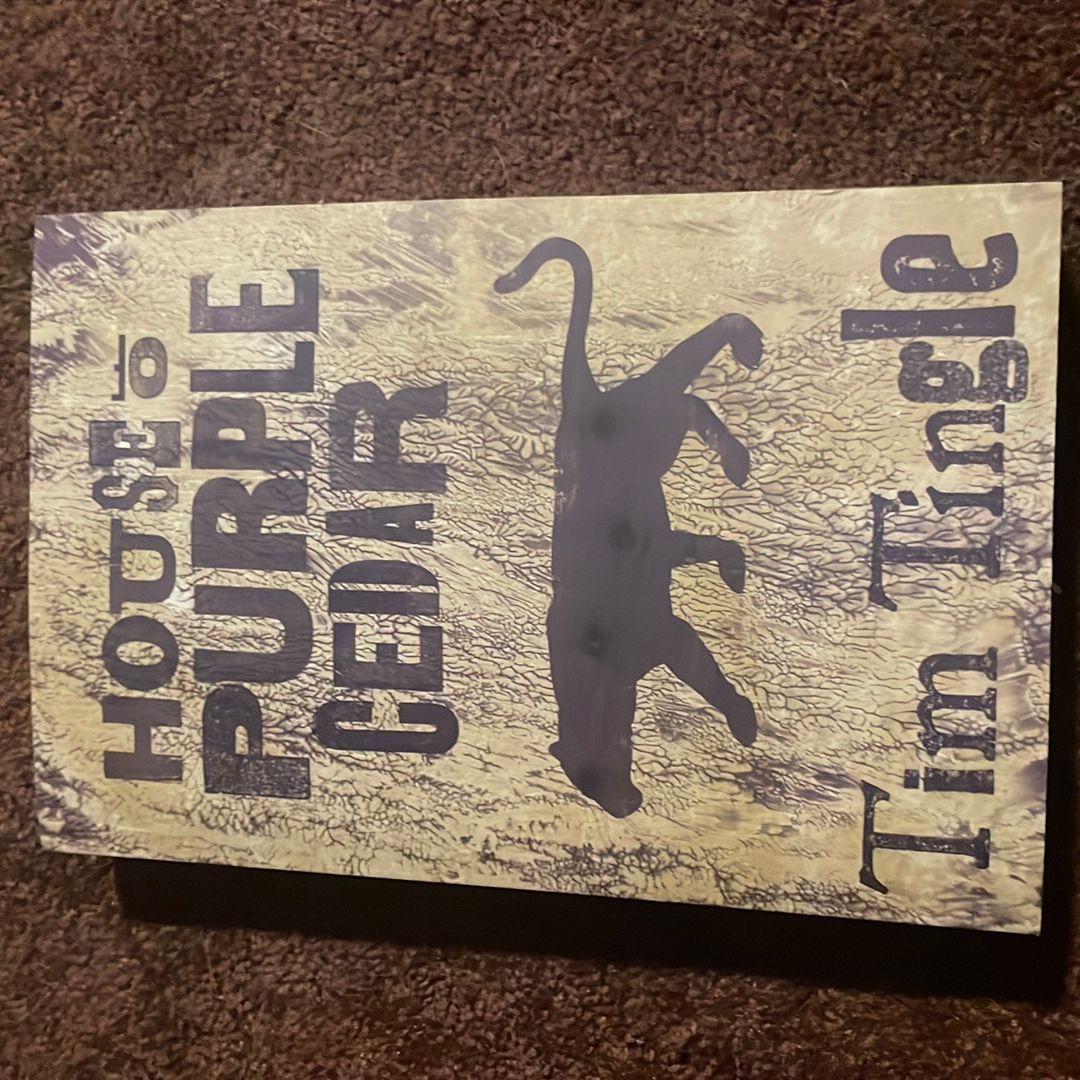 HOUSE of
PURPLE
CEDAR
Tim Tingle